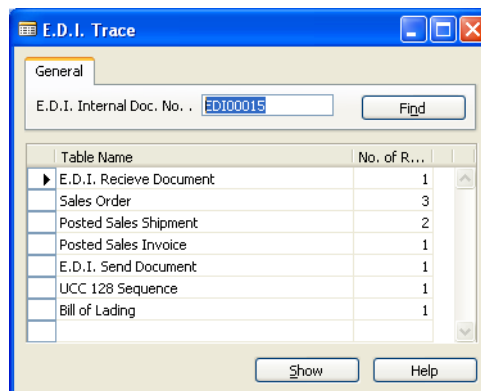 E.D.I. Trace
General
E.D.I. Internal Doc. No. . EDI00015 Find
Table Name No. of R...
E.D.I. Recieve Document 1
Sales Order 3
Posted Sales Shipment 2
Posted Sales Invoice 1
E.D.I. Send Document 1
UCC 128 Sequence 1
Bill of Lading 1
Show Help